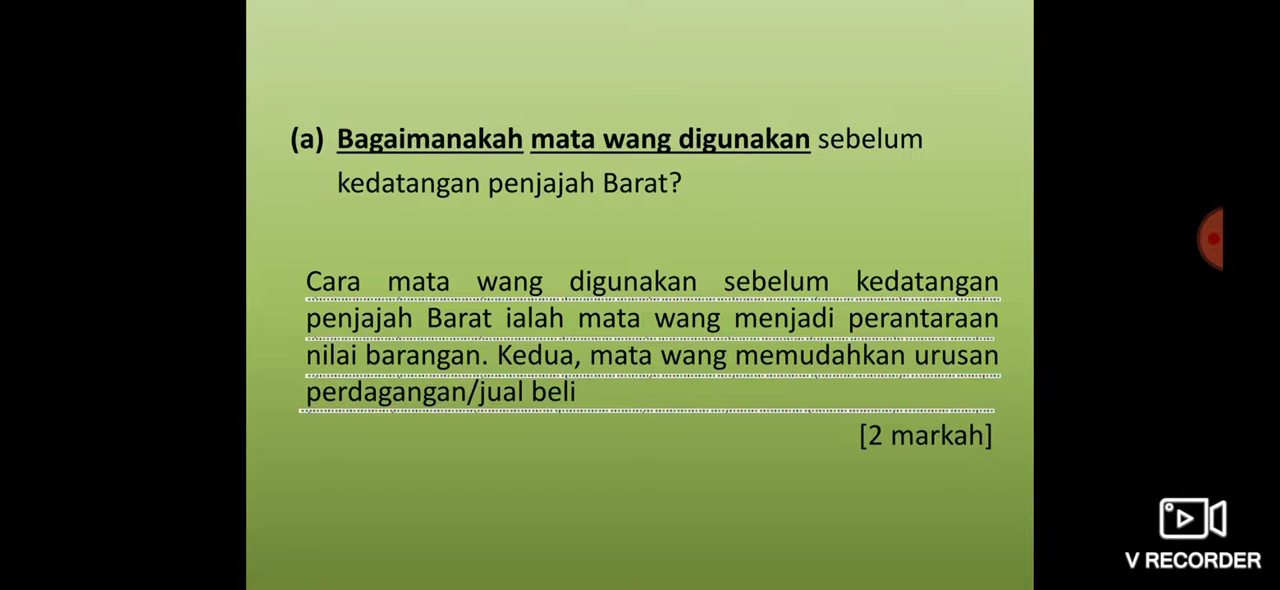 (a) Bagaimanakah mata wang digunakan sebelum
kedatangan penjajah Barat?
Cara mata wang digunakan sebelum kedatangan
penjajah Barat ialah mata wang menjadi perantaraan
nilai barangan. Kedua, mata wang memudahkan urusan
perdagangan/jual beli
[2 markah]
V RECORDER